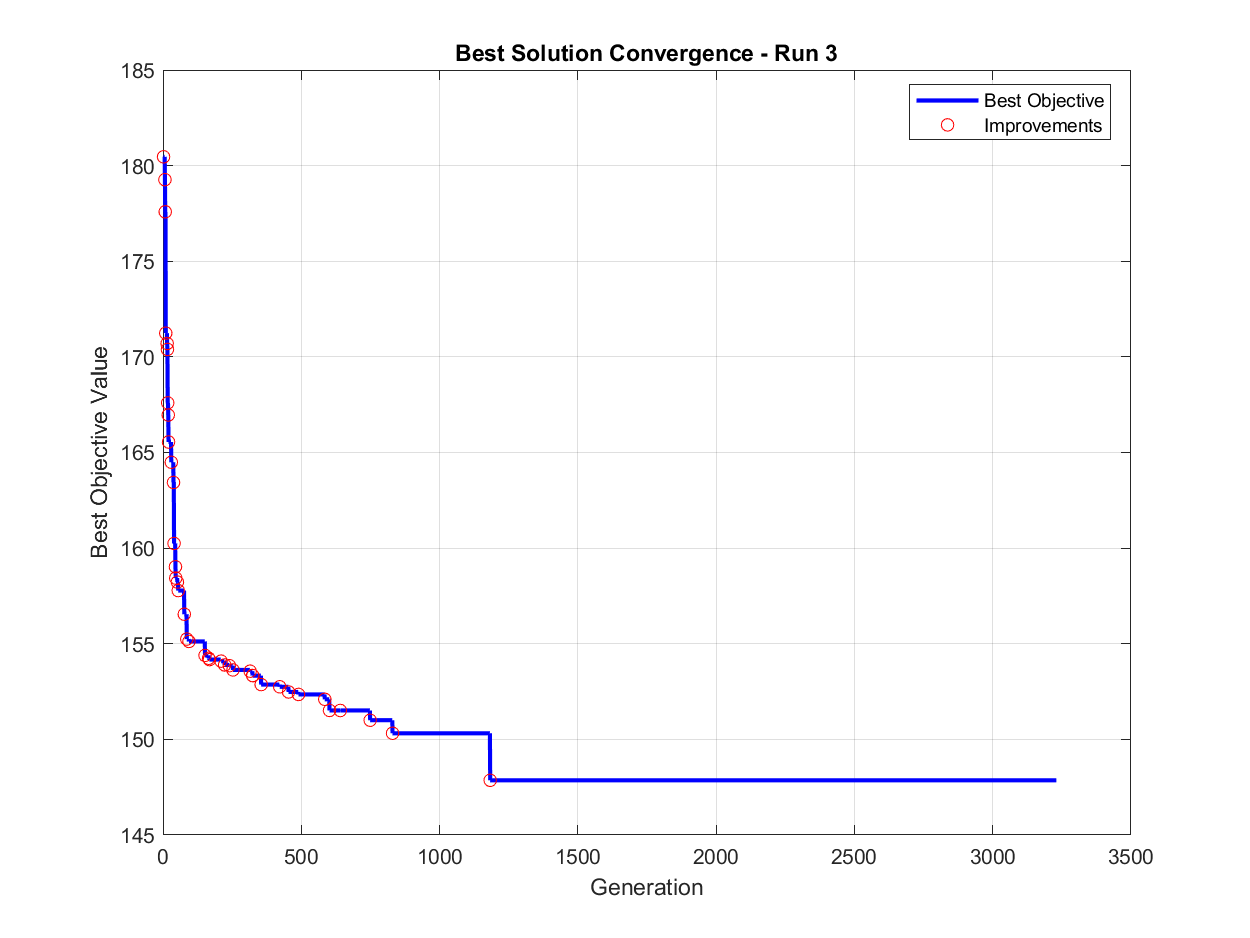 Best Solution Convergence - Run 3
Best Objective
Improvements
185
180
175
170
165
160
155
150
145
Best Objective Value
0 500 1000 1500 2000 2500 3000 3500
Generation